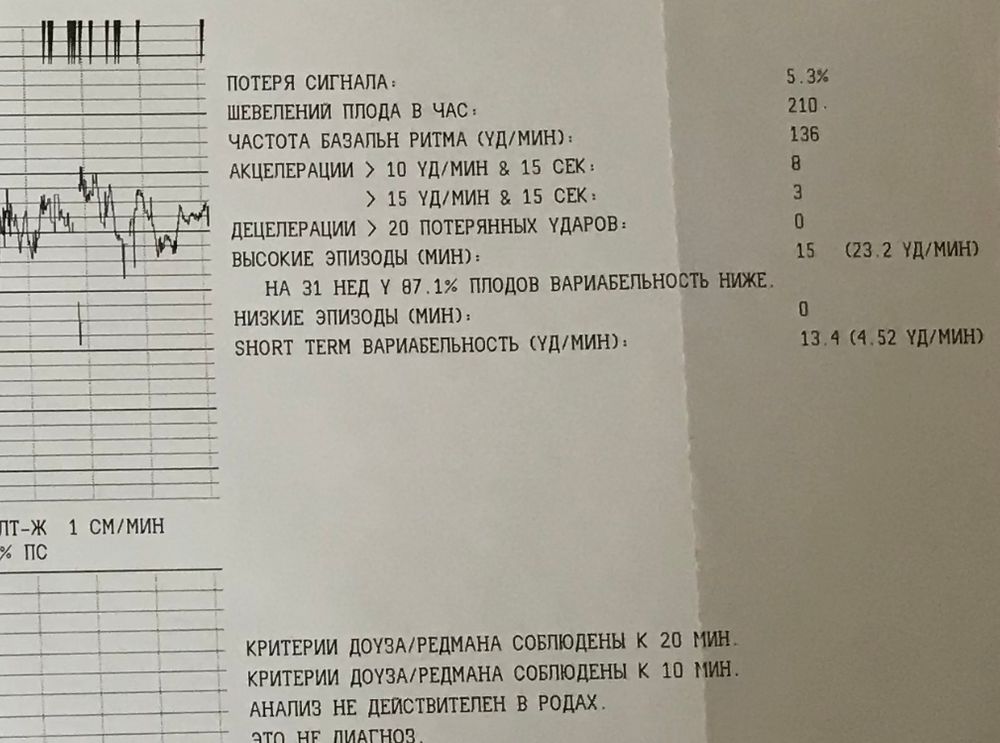 ПОТЕРЯ СИГНАЛА: 5.3%
ШЕВЕЛЕНИЙ ПЛОДА В ЧАС: 210.
ЧАСТОТА БАЗАЛЬН РИТМА (УД/МИН): 136
АКЦЕЛЕРАЦИИ > 10 УД/МИН & 15 СЕК: 8
> 15 УД/МИН & 15 СЕК: 3
ДЕЦЕЛЕРАЦИИ > 20 ПОТЕРЯННЫХ УДАРОВ: 0
ВЫСОКИЕ ЭПИЗОДЫ (МИН): 15 (23.2 УД/МИН)
НА 31 НЕД У 87.1% ПЛОДОВ ВАРИАБЕЛЬНОСТЬ НИЖЕ.
НИЗКИЕ ЭПИЗОДЫ (МИН): 0
SHORT TERM ВАРИАБЕЛЬНОСТЬ (УД/МИН): 13.4 (4.52 УД/МИН)
ЛТ-Ж 1 СМ/МИН
% ПС
КРИТЕРИИ ДОУЗА/РЕДМАНА СОБЛЮДЕНЫ К 20 МИН.
КРИТЕРИИ ДОУЗА/РЕДМАНА СОБЛЮДЕНЫ К 10 МИН.
АНАЛИЗ НЕ ДЕЙСТВИТЕЛЕН В РОДАХ.
ЭТО НЕ ДИАГНОЗ.